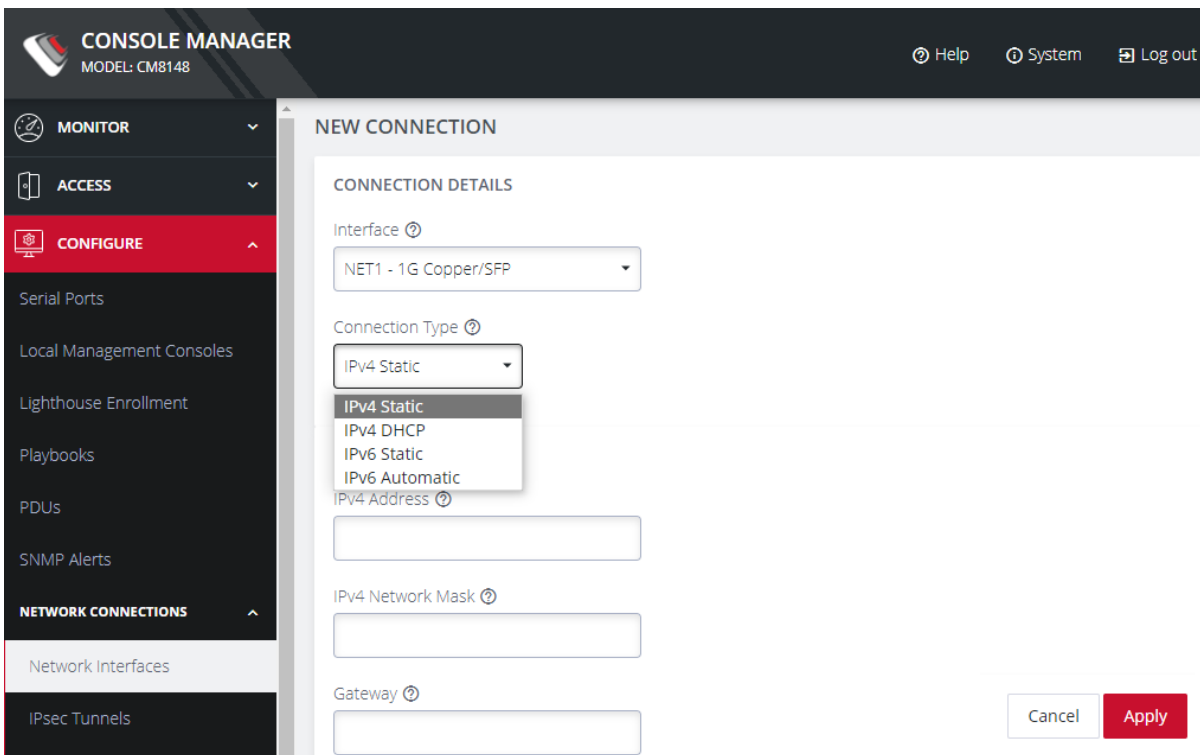 CONSOLE MANAGER
MODEL: CM8148
Help
System
Log out
MONITOR
ACCESS
CONFIGURE
Serial Ports
Local Management Consoles
Lighthouse Enrollment
Playbooks
PDUs
SNMP Alerts
NETWORK CONNECTIONS
Network Interfaces
IPsec Tunnels
NEW CONNECTION
CONNECTION DETAILS
Interface
NET1 - 1G Copper/SFP
Connection Type
IPv4 Static
IPv4 Static
IPv4 DHCP
IPv6 Static
IPv6 Automatic
IPv4 Address
IPv4 Network Mask
Gateway
Cancel
Apply